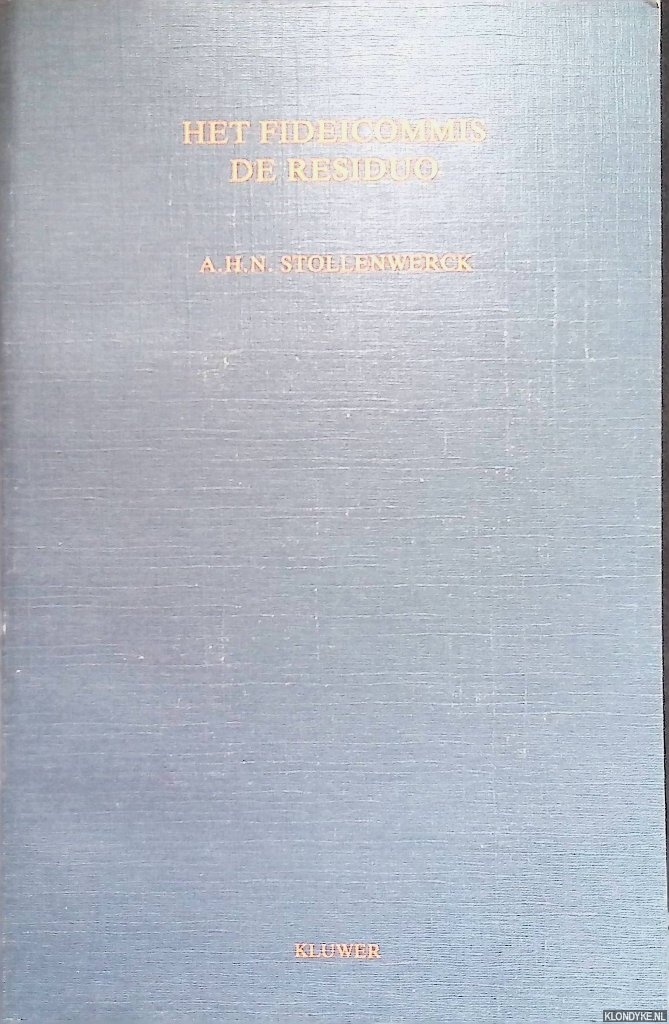 HET FIDEICOMMIS
DE RESIDUO
A.H.N. STOLLENWERCK
KLUWER
KLONDYKE.NL